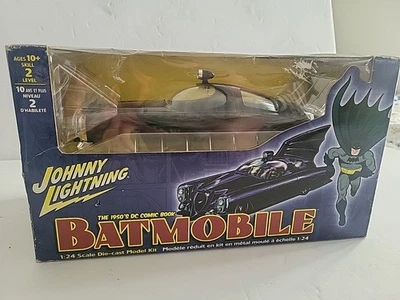 AGES 10+
SKILL
2
LEVEL
10 ANS ET PLUS
NIVEAU
2
D'HABILETÉ
JOHNNY
LIGHTNING
THE 1950'S DC COMIC BOOK
BATMOBILE
1:24 Scale Die-cast Model Kit Modèle réduit en kit en métal moulé à échelle 1:24